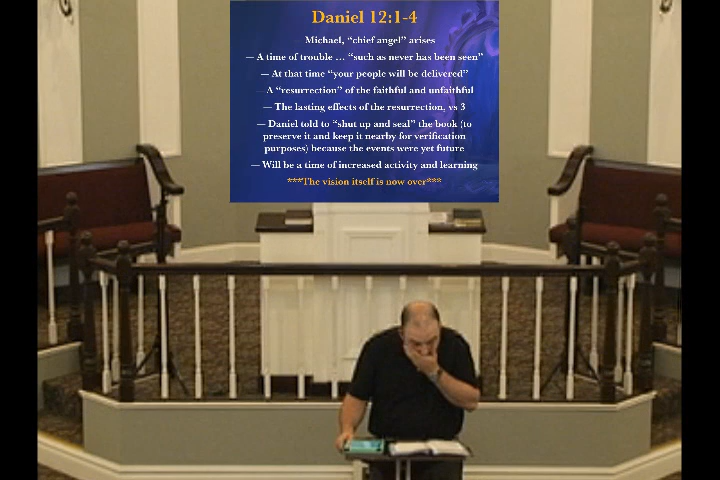 Daniel 12:1-4
Michael, “chief angel” arises
— A time of trouble … “such as never has been seen”
— At that time “your people will be delivered”
— A “resurrection” of the faithful and unfaithful
— The lasting effects of the resurrection, vs 3
— Daniel told to “shut up and seal” the book (to
preserve it and keep it nearby for verification
purposes) because the events were yet future
— Will be a time of increased activity and learning
***The vision itself is now over***